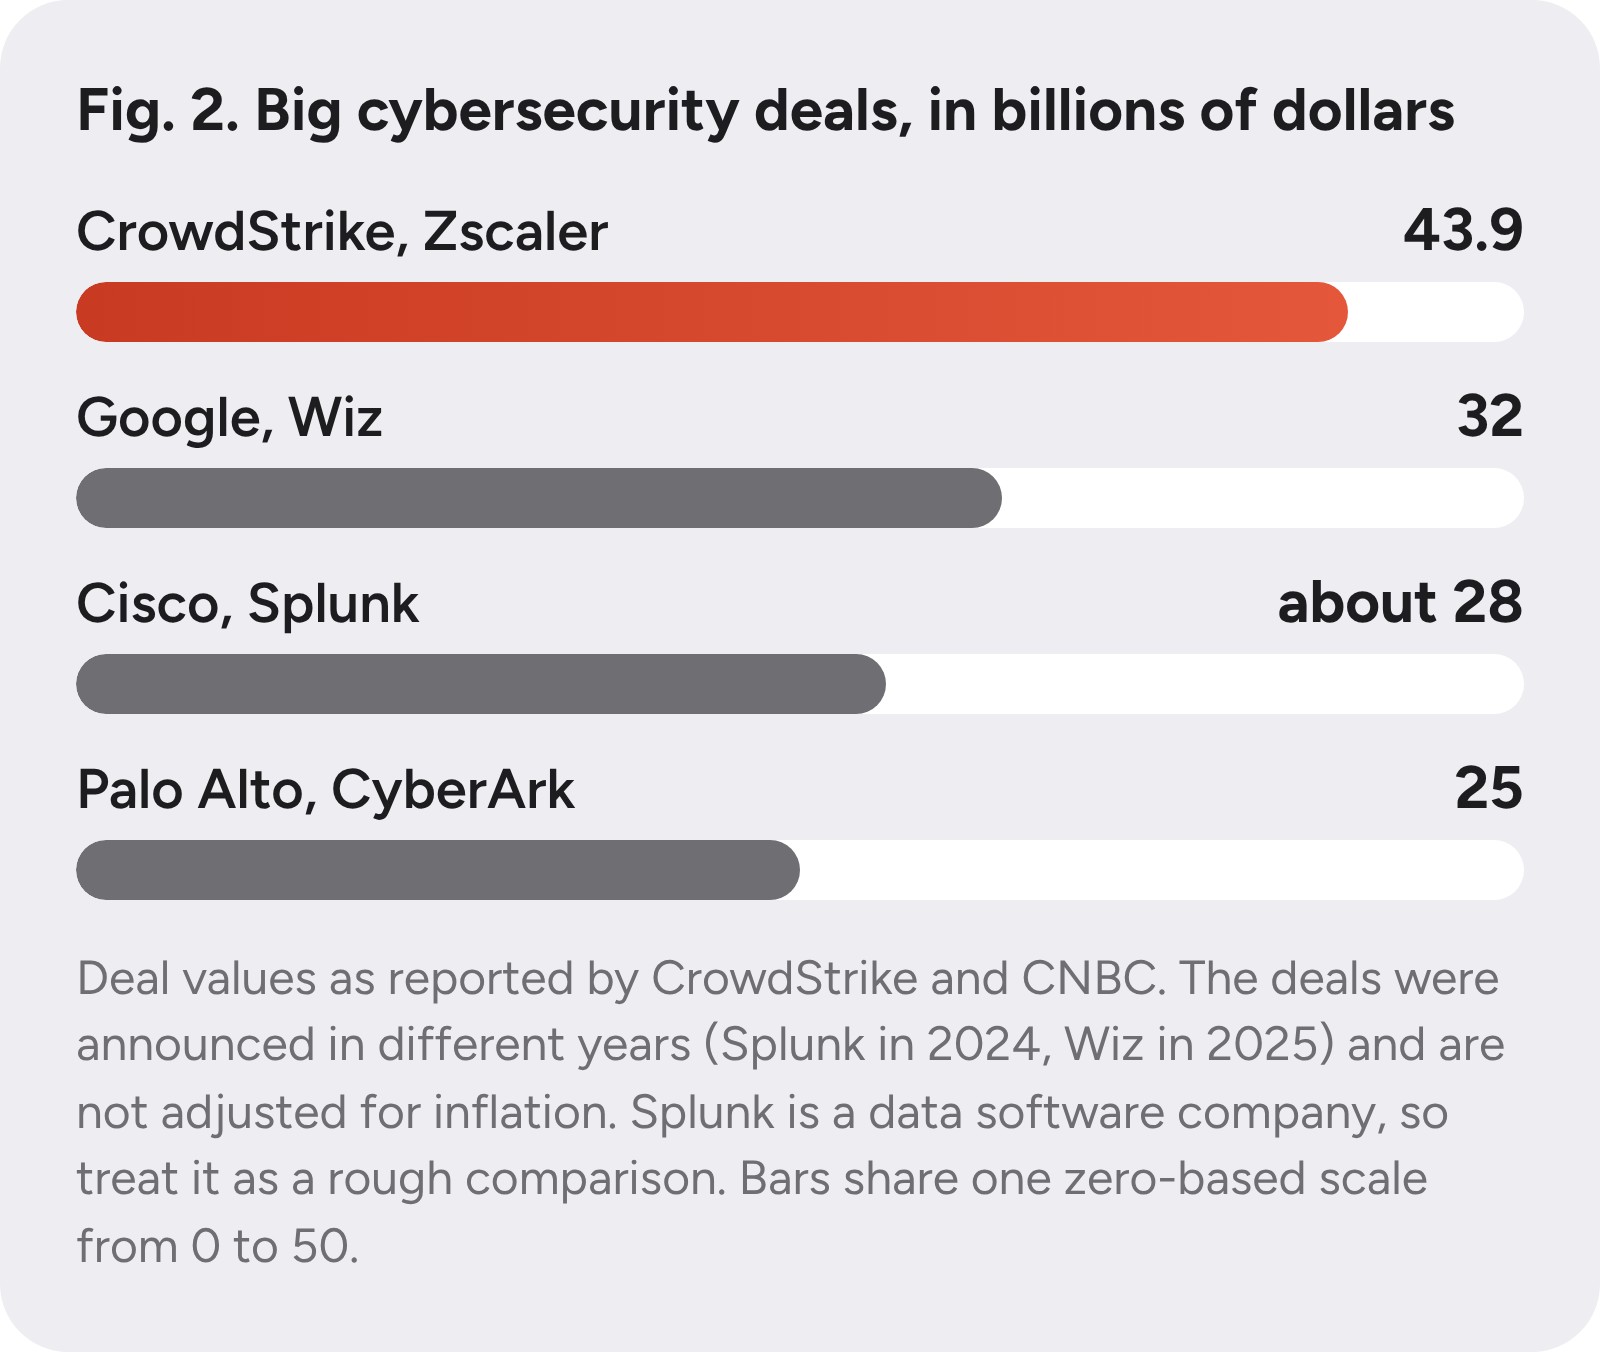 Fig. 2. Big cybersecurity deals, in billions of dollars
CrowdStrike, Zscaler 43.9
Google, Wiz 32
Cisco, Splunk about 28
Palo Alto, CyberArk 25
Deal values as reported by CrowdStrike and CNBC. The deals were
announced in different years (Splunk in 2024, Wiz in 2025) and are
not adjusted for inflation. Splunk is a data software company, so
treat it as a rough comparison. Bars share one zero-based scale
from 0 to 50.